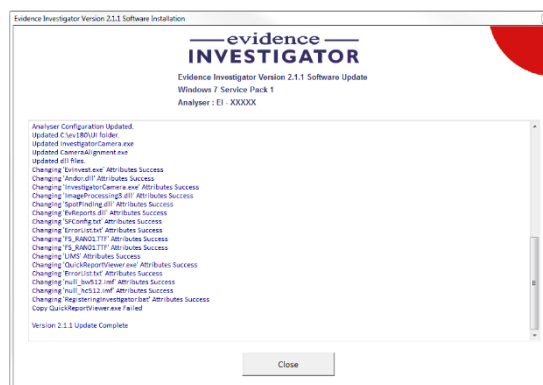 Evidence Investigator Version 2.1.1 Software Installation
evidence
INVESTIGATOR
Evidence Investigator Version 2.1.1 Software Update
Windows 7 Service Pack 1
Analyser : EI - XXXXX
Analyser Configuration Updated.
Updated C:\ev180\UI folder.
Updated InvestigatorCamera.exe
Updated CameraAlignment.exe
Updated dll files.
Changing 'EvInvest.exe' Attributes Success
Changing 'Andor.dll' Attributes Success
Changing 'InvestigatorCamera.exe' Attributes Success
Changing 'ImageProcessing3.dll' Attributes Success
Changing 'SpotFinding.dll' Attributes Success
Changing 'EvReports.dll' Attributes Success
Changing 'SFConfig.txt' Attributes Success
Changing 'ErrorList.txt' Attributes Success
Changing 'FS_RAN01.TTF' Attributes Success
Changing 'FS_RAN01.TTF' Attributes Success
Changing 'LIMS' Attributes Success
Changing 'QuickReportViewer.exe' Attributes Success
Changing 'ErrorList.txt' Attributes Success
Changing 'null_bw512.imf' Attributes Success
Changing 'null_hc512.imf' Attributes Success
Changing 'RegisteringInvestigator.bat' Attributes Success
Copy QuickReportViewer.exe Failed
Version 2.1.1 Update Complete
Close